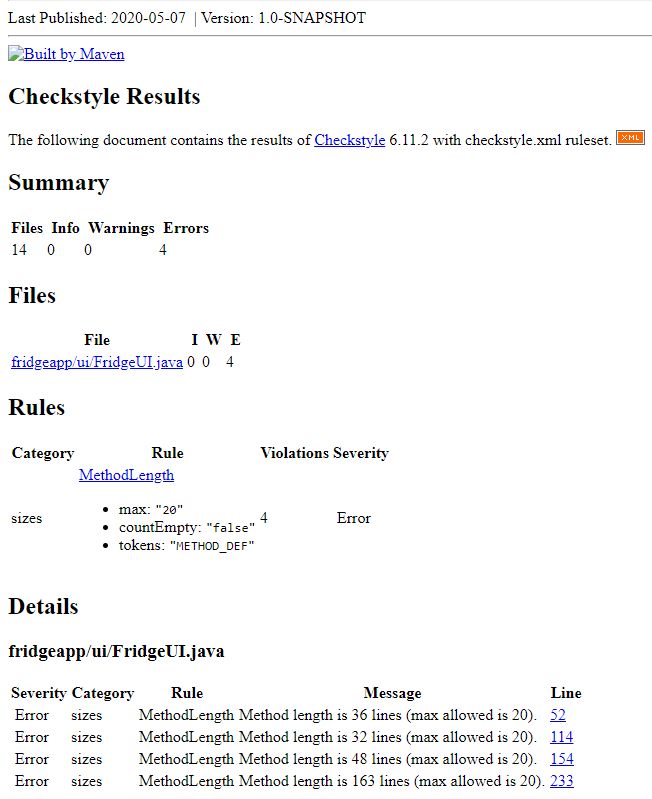 Last Published: 2020-05-07 | Version: 1.0-SNAPSHOT
Built by Maven
Checkstyle Results
The following document contains the results of Checkstyle 6.11.2 with checkstyle.xml ruleset. XML
Summary
Files Info Warnings Errors
14 0 0 4
Files
File I W E
fridgeapp/ui/FridgeUI.java 0 0 4
Rules
Category Rule Violations Severity
MethodLength
• max: "20"
sizes 4 Error
• countEmpty: "false"
• tokens: "METHOD_DEF"
Details
fridgeapp/ui/FridgeUI.java
Severity Category Rule Message Line
Error sizes MethodLength Method length is 36 lines (max allowed is 20). 52
Error sizes MethodLength Method length is 32 lines (max allowed is 20). 114
Error sizes MethodLength Method length is 48 lines (max allowed is 20). 154
Error sizes MethodLength Method length is 163 lines (max allowed is 20). 233